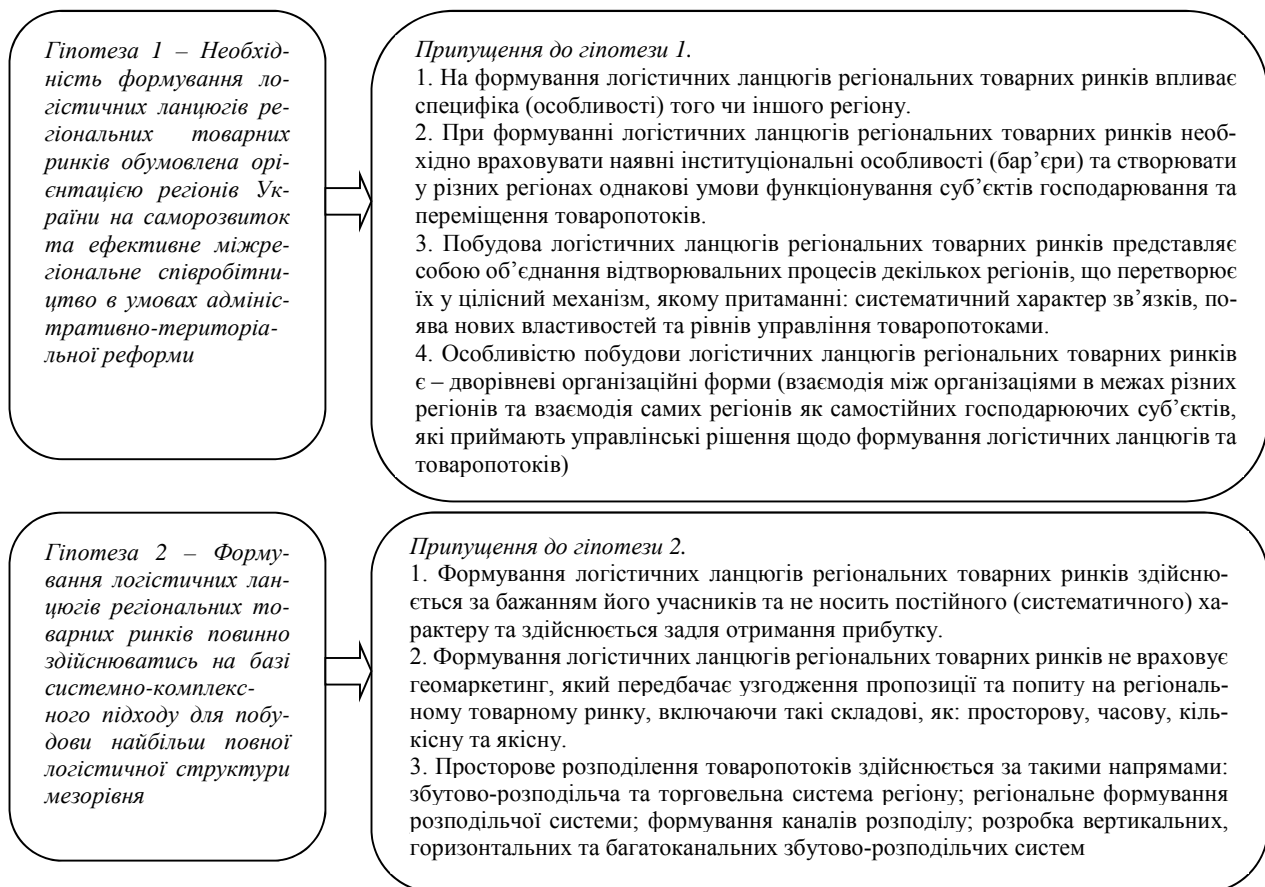 Гіпотеза 1 – Необхід-
ність формування ло-
гістичних ланцюгів ре-
гіональних товарних
ринків обумовлена орі-
єнтацією регіонів Ук-
раїни на саморозвиток
та ефективне міжре-
гіональне співробітни-
цтво в умовах адмініс-
тративно-територіа-
льної реформи
Припущення до гіпотези 1.
1. На формування логістичних ланцюгів регіональних товарних ринків впливає
специфіка (особливості) того чи іншого регіону.
2. При формуванні логістичних ланцюгів регіональних товарних ринків необ-
хідно враховувати наявні інституціональні особливості (бар’єри) та створювати
у різних регіонах однакові умови функціонування суб’єктів господарювання та
переміщення товаропотоків.
3. Побудова логістичних ланцюгів регіональних товарних ринків представляє
собою об’єднання відтворювальних процесів декількох регіонів, що перетворює
їх у цілісний механізм, якому притаманні: систематичний характер зв’язків, по-
ява нових властивостей та рівнів управління товаропотоками.
4. Особливістю побудови логістичних ланцюгів регіональних товарних ринків
є – дворівневі організаційні форми (взаємодія між організаціями в межах різних
регіонів та взаємодія самих регіонів як самостійних господарюючих суб’єктів,
які приймають управлінські рішення щодо формування логістичних ланцюгів та
товаропотоків)
Гіпотеза 2 – Форму-
вання логістичних лан-
цюгів регіональних то-
варних ринків повинно
здійснюватись на базі
системно-комплекс-
ного підходу для побу-
дови найбільш повної
логістичної структури
мезорівня
Припущення до гіпотези 2.
1. Формування логістичних ланцюгів регіональних товарних ринків здійсню-
ється за бажанням його учасників та не носить постійного (систематичного) ха-
рактеру та здійснюється задля отримання прибутку.
2. Формування логістичних ланцюгів регіональних товарних ринків не враховує
геомаркетинг, який передбачає узгодження пропозиції та попиту на регіональ-
ному товарному ринку, включаючи такі складові, як: просторову, часову, кіль-
кісну та якісну.
3. Просторове розподілення товаропотоків здійснюється за такими напрямами:
збутово-розподільча та торговельна система регіону; регіональне формування
розподільчої системи; формування каналів розподілу; розробка вертикальних,
горизонтальних та багатоканальних збутово-розподільчих систем